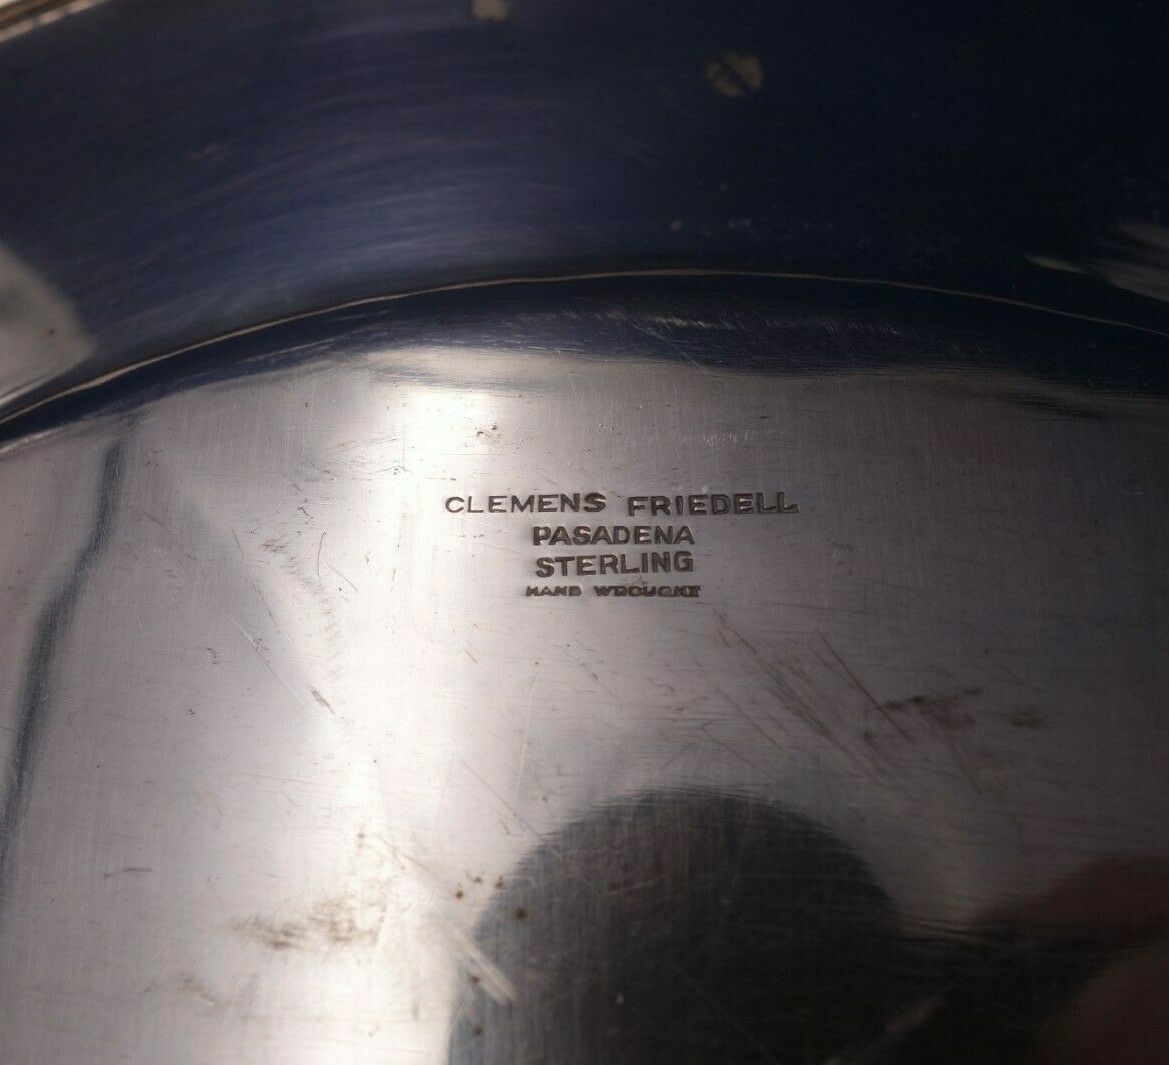 CLEMENS FRIEDELL
PASADENA
STERLING
HAND WROUGHT